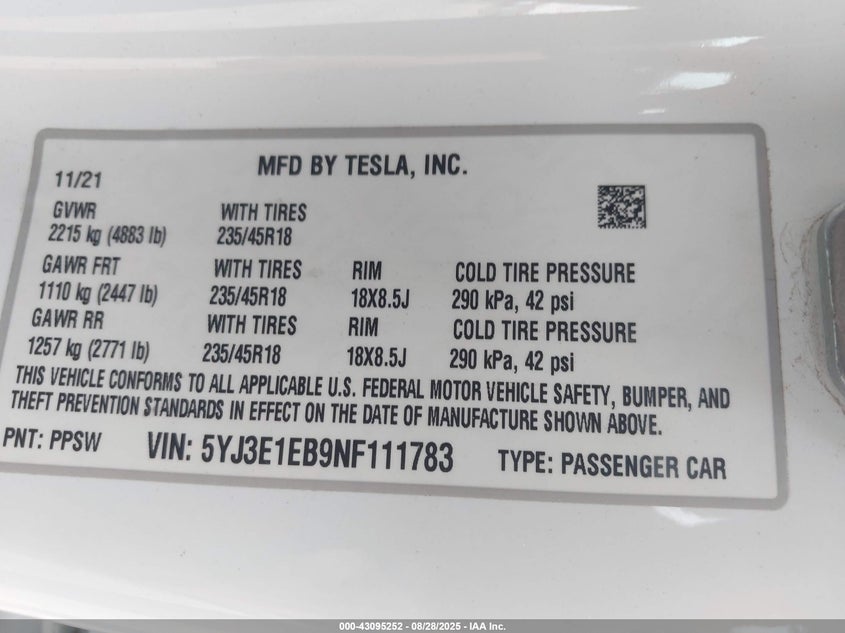 MFD BY TESLA, INC.
11/21
GVWR WITH TIRES
2215 kg (4883 lb) 235/45R18
GAWR FRT WITH TIRES RIM COLD TIRE PRESSURE
1110 kg (2447 lb) 235/45R18 18X8.5J 290 kPa, 42 psi
GAWR RR WITH TIRES RIM COLD TIRE PRESSURE
1257 kg (2771 lb) 235/45R18 18X8.5J 290 kPa, 42 psi
THIS VEHICLE CONFORMS TO ALL APPLICABLE U.S. FEDERAL MOTOR VEHICLE SAFETY, BUMPER, AND
THEFT PREVENTION STANDARDS IN EFFECT ON THE DATE OF MANUFACTURE SHOWN ABOVE.
PNT: PPSW VIN: 5YJ3E1EB9NF111783 TYPE: PASSENGER CAR
000-43095252 | 08/28/2025 - IAA Inc.